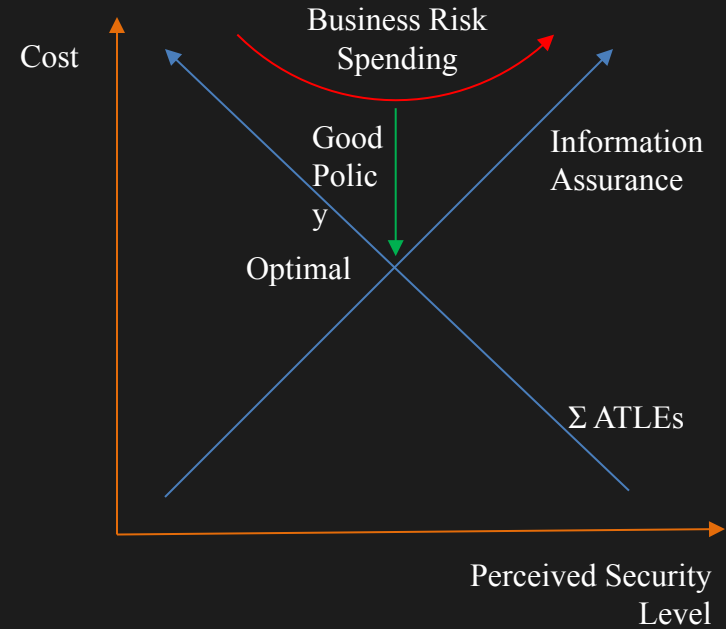 Business Risk
Spending
Cost
Good
Polic
y
Information
Assurance
Optimal
Σ ATLEs
Perceived Security
Level